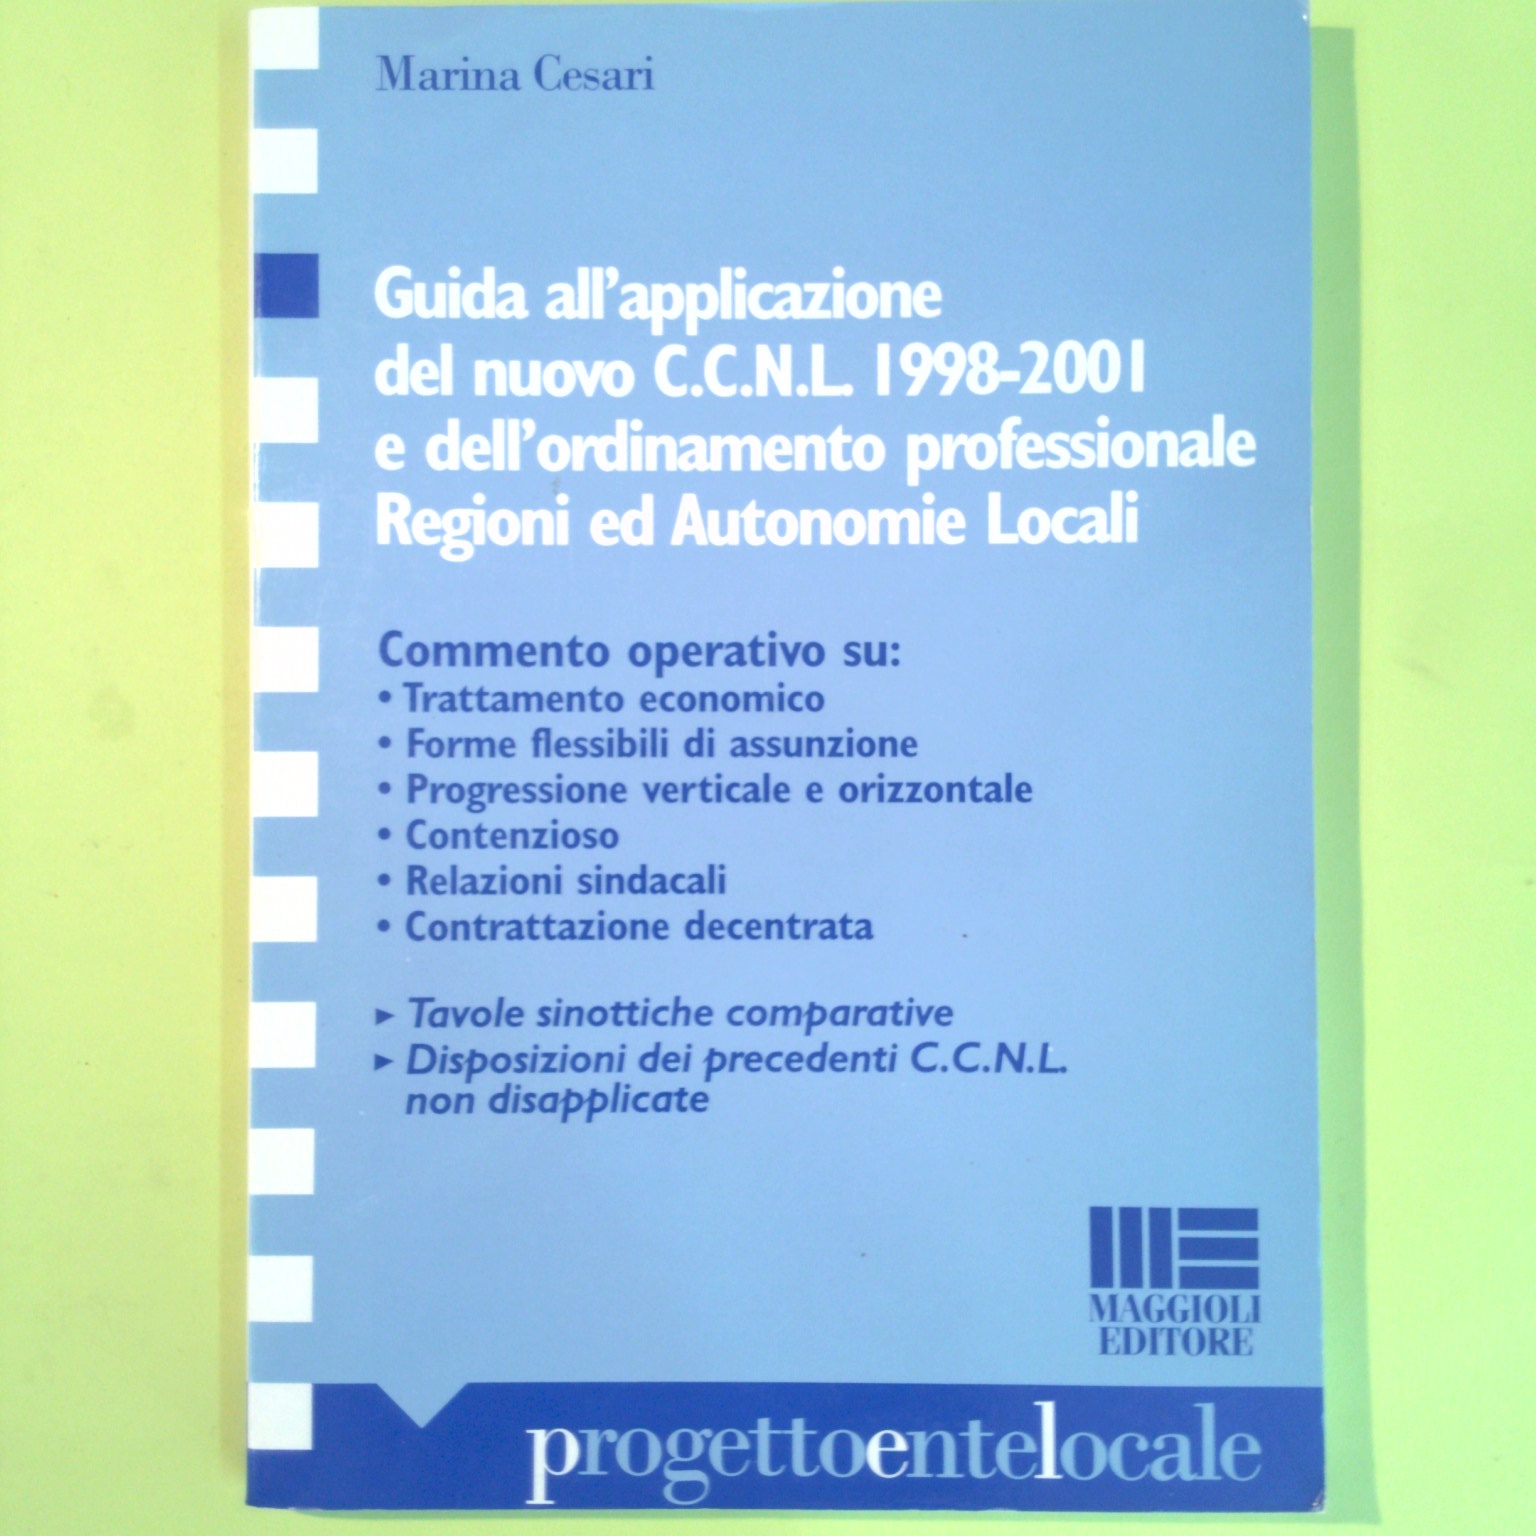 Marina Cesari
Guida all'applicazione
del nuovo C.C.N.L. 1998-2001
e dell'ordinamento professionale
Regioni ed Autonomie Locali
Commento operativo su:
• Trattamento economico
• Forme flessibili di assunzione
• Progressione verticale e orizzontale
• Contenzioso
• Relazioni sindacali
• Contrattazione decentrata
► Tavole sinottiche comparative
► Disposizioni dei precedenti C.C.N.L.
non disapplicate
MAGGIOLI
EDITORE
progettoentelocale